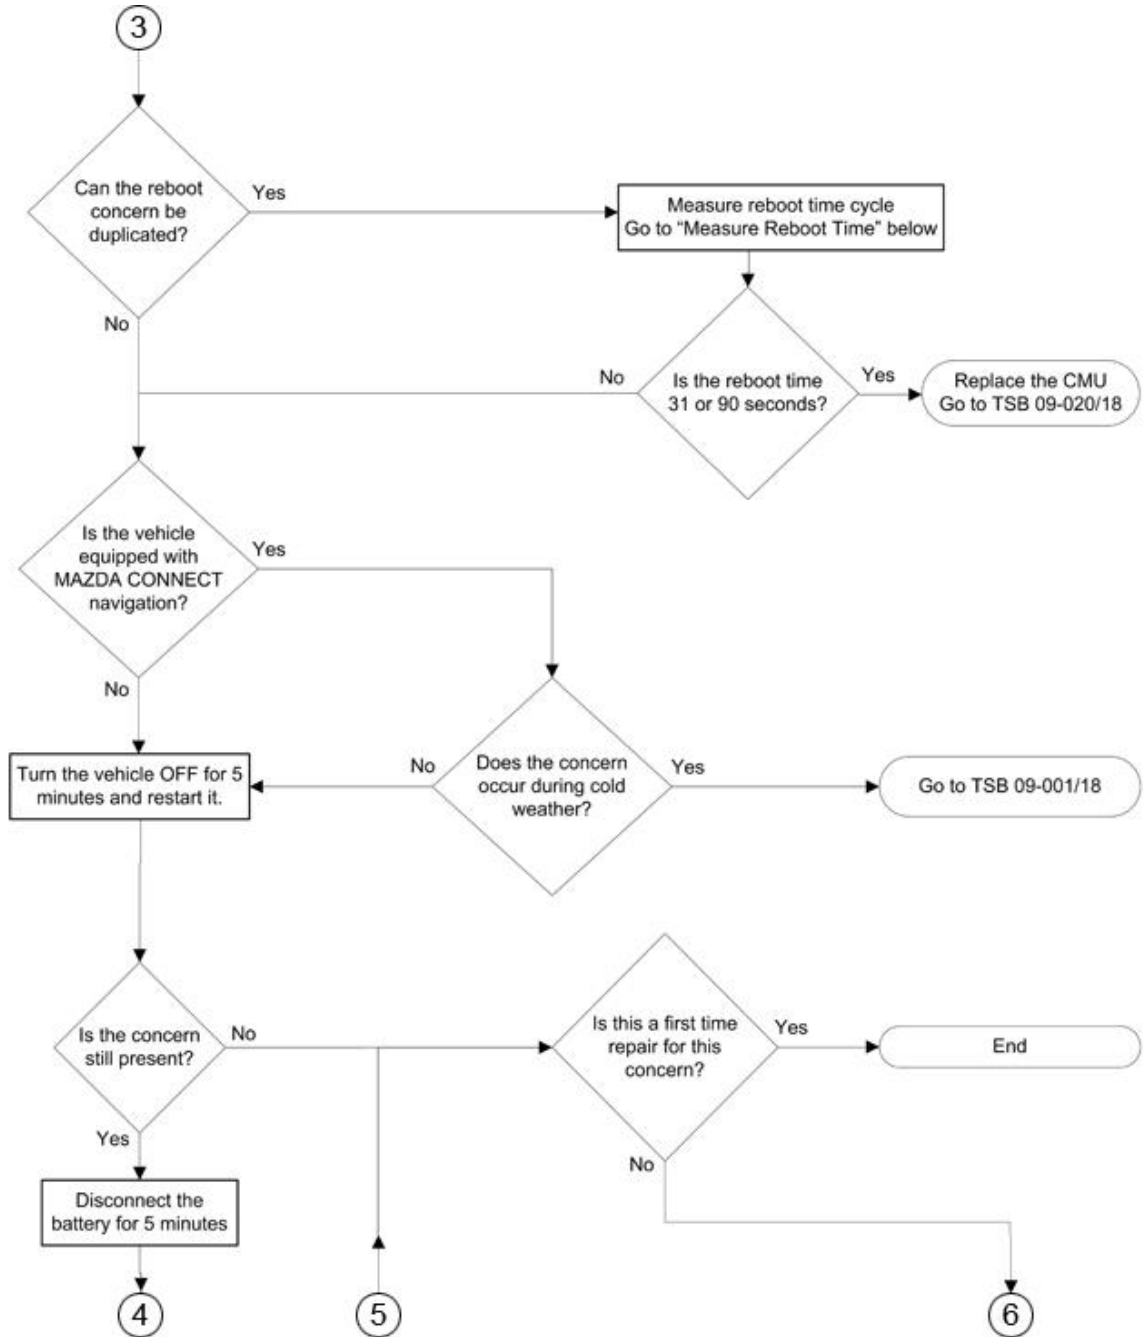 3
Can the reboot
concern be
duplicated?
Yes
No
Measure reboot time cycle
Go to “Measure Reboot Time” below
Is the reboot time
31 or 90 seconds?
No
Yes
Replace the CMU
Go to TSB 09-020/18
Is the vehicle
equipped with
MAZDA CONNECT
navigation?
Yes
No
Does the concern
occur during cold
weather?
No
Yes
Go to TSB 09-001/18
Turn the vehicle OFF for 5
minutes and restart it.
Is the concern
still present?
No
Yes
Is this a first time
repair for this
concern?
Yes
No
End
Disconnect the
battery for 5 minutes
4
5
6